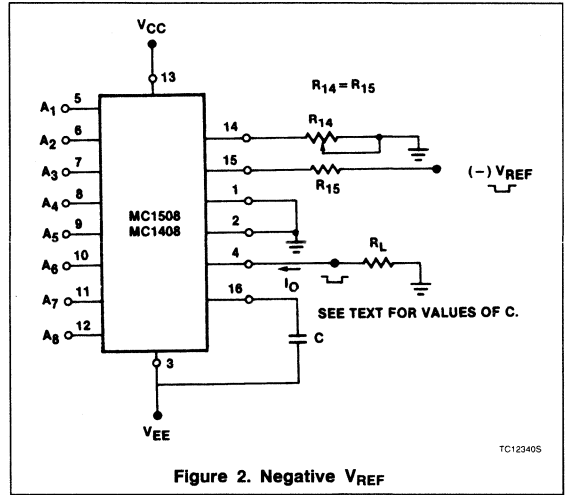 VCC
13
R14 = R15
A1 5
A2 6
A3 7
A4 8
A5 9
A6 10
A7 11
A8 12
MC1508
MC1408
14
R14
15
R15
(−) VREF
1
2
4
IO
RL
16
C
SEE TEXT FOR VALUES OF C.
3
VEE
TC12340S
Figure 2. Negative VREF